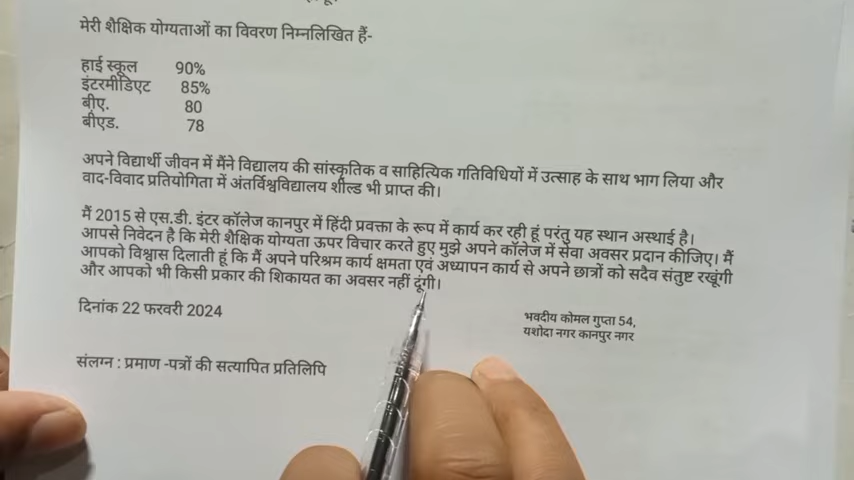 मेरी शैक्षिक योग्यताओं का विवरण निम्नलिखित हैं-
हाई स्कूल 90%
इंटरमीडिएट 85%
बीए. 80
बीएड. 78
अपने विद्यार्थी जीवन में मैंने विद्यालय की सांस्कृतिक व साहित्यिक गतिविधियों में उत्साह के साथ भाग लिया और
वाद-विवाद प्रतियोगिता में अंतर्विश्वविद्यालय शील्ड भी प्राप्त की।
मैं 2015 से एस.डी. इंटर कॉलेज कानपुर में हिंदी प्रवक्ता के रूप में कार्य कर रही हूं परंतु यह स्थान अस्थाई है।
आपसे निवेदन है कि मेरी शैक्षिक योग्यता ऊपर विचार करते हुए मुझे अपने कॉलेज में सेवा अवसर प्रदान कीजिए। मैं
आपको विश्वास दिलाती हूं कि मैं अपने परिश्रम कार्य क्षमता एवं अध्यापन कार्य से अपने छात्रों को सदैव संतुष्ट रखूंगी
और आपको भी किसी प्रकार की शिकायत का अवसर नहीं दूंगी।
दिनांक 22 फरवरी 2024
भवदीय कोमल गुप्ता 54,
यशोदा नगर कानपुर नगर
संलग्न : प्रमाण -पत्रों की सत्यापित प्रतिलिपि